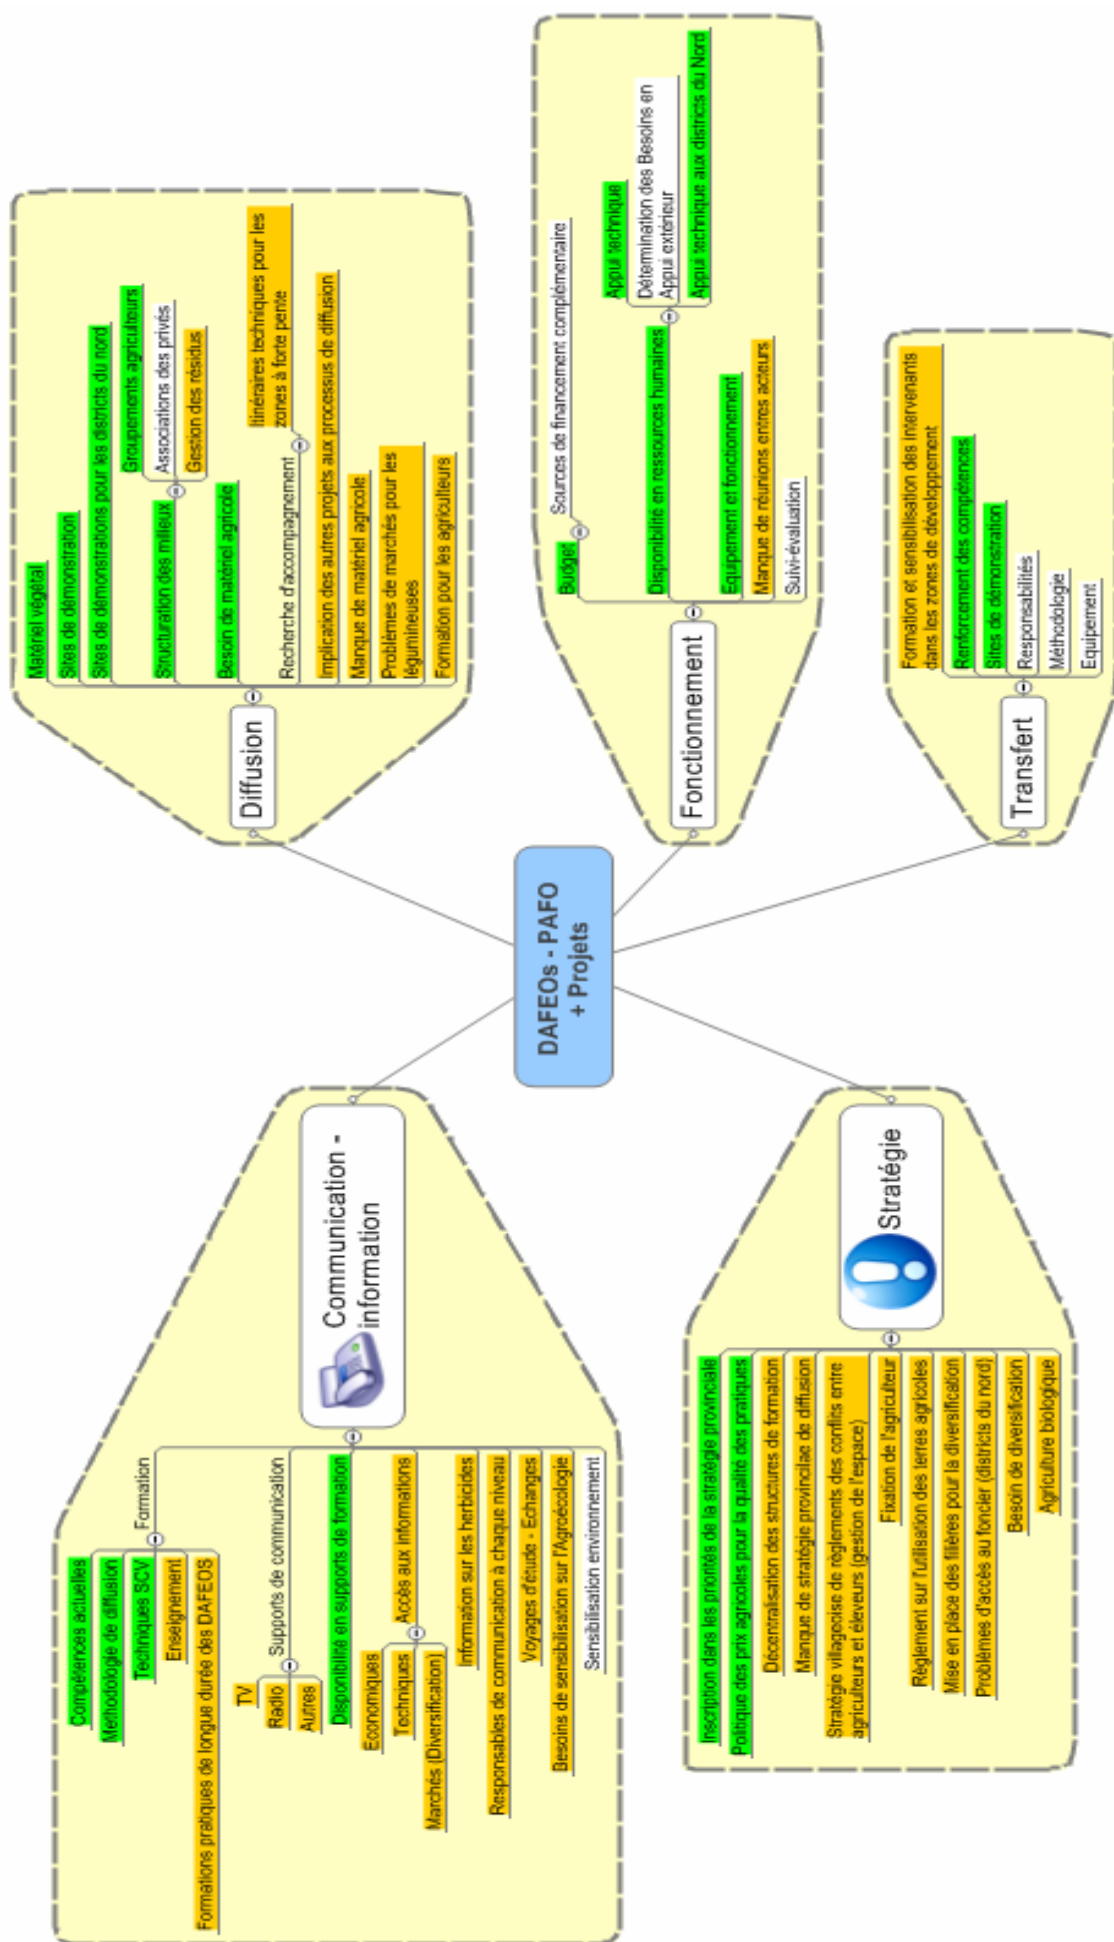 DAFEOs - PAFO
+ Projets
Communication -
information
Formation
Compétences actuelles
Méthodologie de diffusion
Techniques SCV
Enseignement
Formations pratiques de longue durée des DAFEOS
Supports de communication
TV
Radio
Autres
Disponibilité en supports de formation
Accès aux informations
Economiques
Techniques
Marchés (Diversification)
Information sur les herbicides
Responsables de communication à chaque niveau
Voyages d'étude - Echanges
Besoins de sensibilisation sur l'Agroécologie
Sensibilisation environnement
Stratégie
Inscription dans les priorités de la stratégie provinciale
Politique des prix agricoles pour la qualité des pratiques
Décentralisation des structures de formation
Manque de stratégie provinciale de diffusion
Stratégie villageoise de règlements des conflits entre
agriculteurs et éleveurs (gestion de l'espace)
Fixation de l'agriculteur
Règlement sur l'utilisation des terres agricoles
Mise en place des filières pour la diversification
Problèmes d'accès au foncier (districts du nord)
Besoin de diversification
Agriculture biologique
Diffusion
Matériel végétal
Sites de démonstration
Sites de démonstrations pour les districts du nord
Structuration des milieux
Groupements agriculteurs
Associations des privés
Gestion des résidus
Besoin de matériel agricole
Recherche d'accompagnement
Itinéraires techniques pour les
zones à forte pente
Implication des autres projets aux processus de diffusion
Manque de matériel agricole
Problèmes de marchés pour les
légumineuses
Formation pour les agriculteurs
Fonctionnement
Budget
Sources de financement complémentaire
Disponibilité en ressources humaines
Appui technique
Détermination des Besoins en
Appui extérieur
Appui technique aux districts du Nord
Equipement et fonctionnement
Manque de réunions entres acteurs
Suivi-évaluation
Transfert
Formation et sensibilisation des intervenants
dans les zones de développement
Renforcement des compétences
Sites de démonstration
Responsabilités
Méthodologie
Equipement